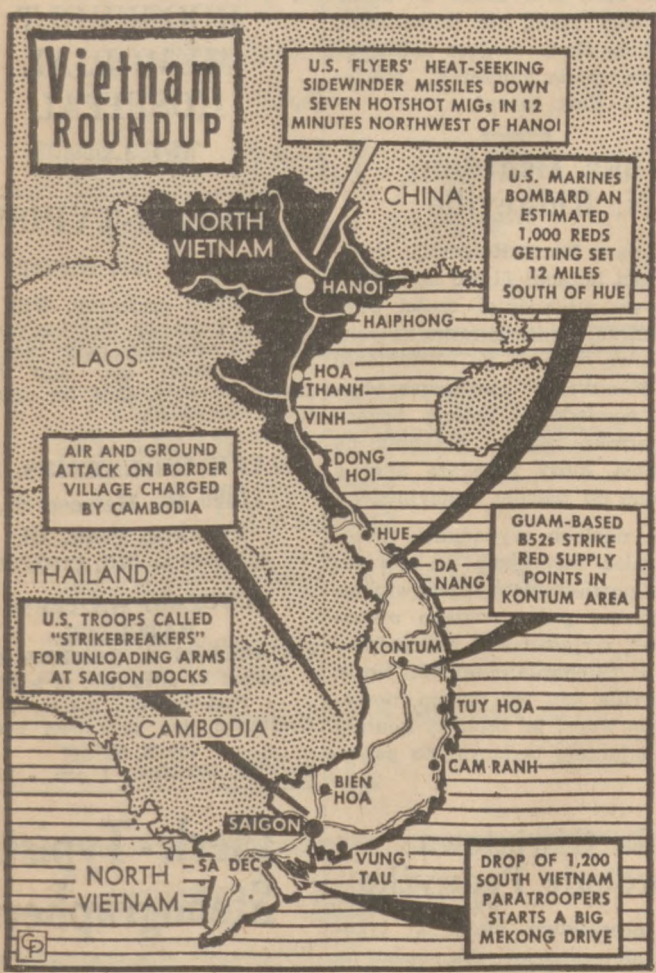 Vietnam
ROUNDUP
U.S. FLYERS' HEAT-SEEKING
SIDEWINDER MISSILES DOWN
SEVEN HOTSHOT MIGs IN 12
MINUTES NORTHWEST OF HANOI
U.S. MARINES
BOMBARD AN
ESTIMATED
1,000 REDS
GETTING SET
12 MILES
SOUTH OF HUE
CHINA
NORTH
VIETNAM
HANOI
HAIPHONG
LAOS
HOA
THANH
VINH
AIR AND GROUND
ATTACK ON BORDER
VILLAGE CHARGED
BY CAMBODIA
DONG
HOI
HUE
DA
NANG
GUAM-BASED
B52s STRIKE
RED SUPPLY
POINTS IN
KONTUM AREA
THAILAND
U.S. TROOPS CALLED
"STRIKEBREAKERS"
FOR UNLOADING ARMS
AT SAIGON DOCKS
KONTUM
TUY HOA
CAMBODIA
CAM RANH
BIEN
HOA
SAIGON
SA DEC
VUNG
TAU
NORTH
VIETNAM
DROP OF 1,200
SOUTH VIETNAM
PARATROOPERS
STARTS A BIG
MEKONG DRIVE
CP